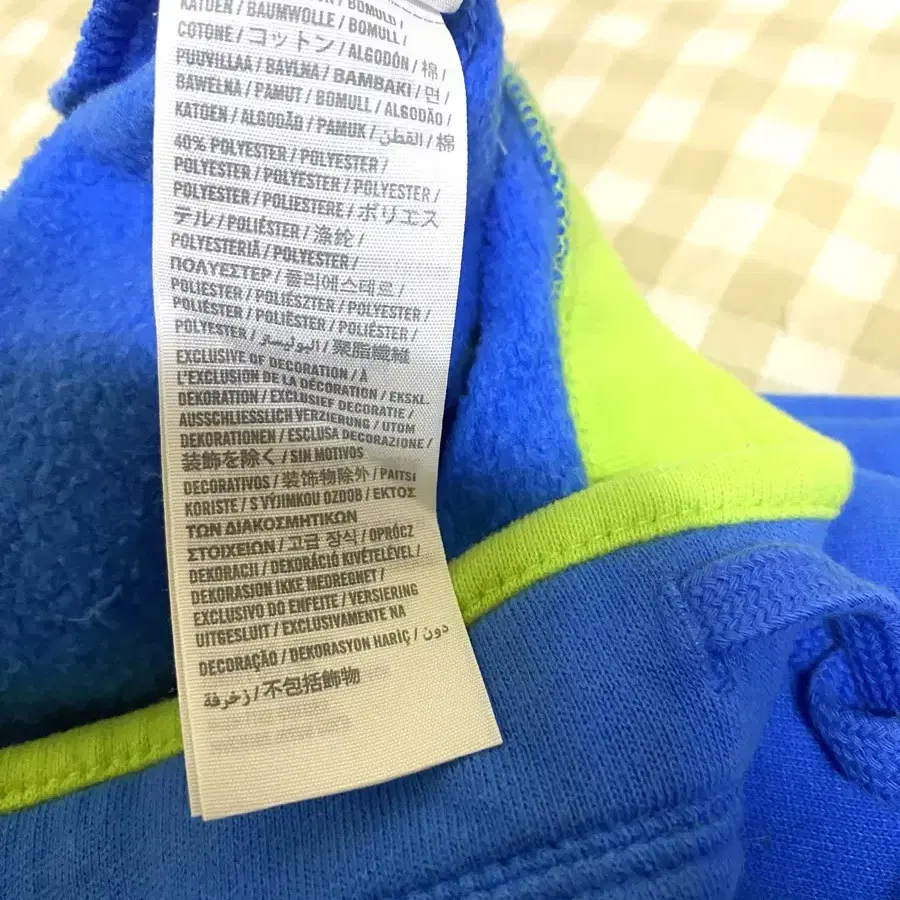 KATOEN / BAUMWOLLE / BOMULL /
COTONE / コットン / ALGODÓN / 棉 /
PUUVILLAA / BAVLNA / ΒΑΜΒΑΚΙ / 면 /
BAWEŁNA / PAMUT / BOMULL / ALGODÃO /
KATOEN / ALGODÃO / PAMUK / القطن / 棉
40% POLYESTER / POLYESTER /
POLYESTER / POLYESTER / POLYESTER /
POLYESTER / POLIESTERE / ポリエス
テル / POLIÉSTER / 涤纶 /
POLYESTERIÄ / POLYESTER /
ΠΟΛΥΕΣΤΕΡ / 폴리에스테르 /
POLIESTER / POLIÉSZTER / POLYESTER /
POLIÉSTER / POLIËSTER / POLIÉSTER /
POLYESTER / البوليستر / 聚脂纖維
EXCLUSIVE OF DECORATION / À
L'EXCLUSION DE LA DÉCORATION / EKSKL.
DEKORATION / EXCLUSIEF DECORATIE /
AUSSCHLIESSLICH VERZIERUNG / UTOM
DEKORATIONEN / ESCLUSA DECORAZIONE /
装飾を除く / SIN MOTIVOS
DECORATIVOS / 装饰物除外 / PAITSI
KORISTE / S VÝJIMKOU OZDOB / ΕΚΤΟΣ
ΤΩΝ ΔΙΑΚΟΣΜΗΤΙΚΩΝ
ΣΤΟΙΧΕΙΩΝ / 고급 장식 / OPRÓCZ
DEKORACJI / DEKORÁCIÓ KIVÉTELÉVEL /
DEKORASJON IKKE MEDREGNET /
EXCLUSIVO DO ENFEITE / VERSIERING
UITGESLUIT / EXCLUSIVAMENTE NA
DECORAÇÃO / DEKORASYON HARİÇ / دون
زخرفة / 不包括飾物